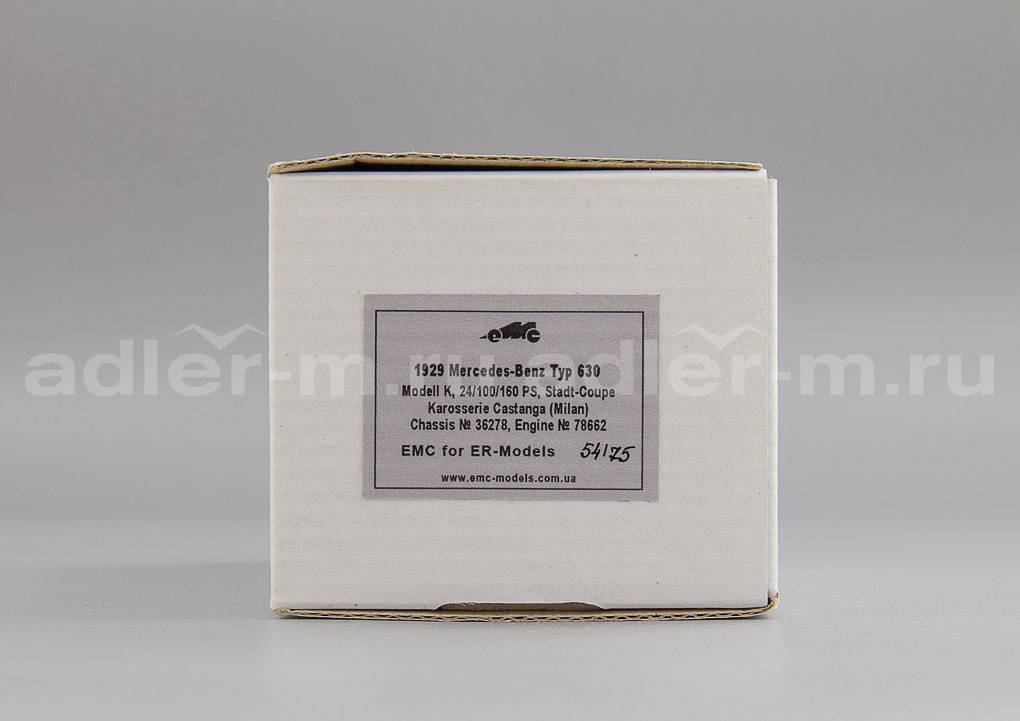 emc
1929 Mercedes-Benz Typ 630
Modell K, 24/100/160 PS, Stadt-Coupe
Karosserie Castanga (Milan)
Chassis № 36278, Engine № 78662
EMC for ER-Models 54/75
www.emc-models.com.ua
adler-m.ru adler-m.ru